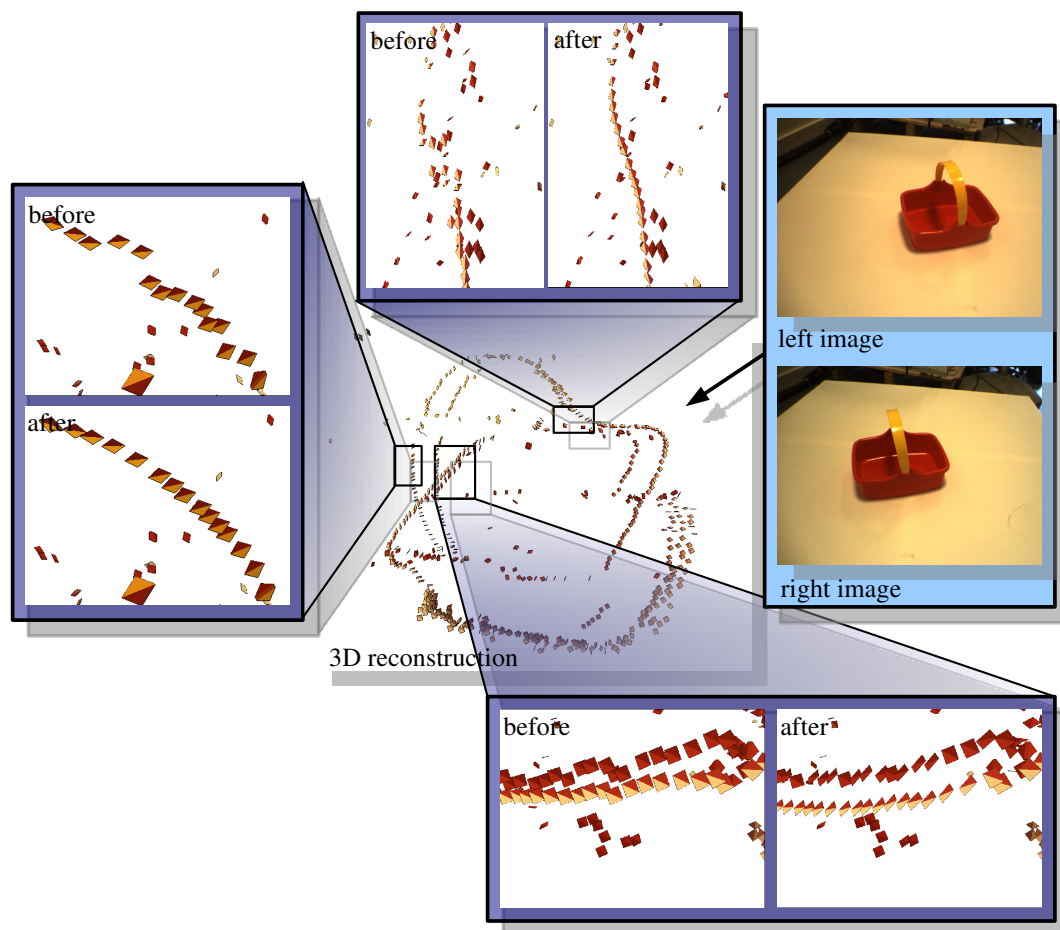 before
after
before
after
left image
right image
3D reconstruction
before
after